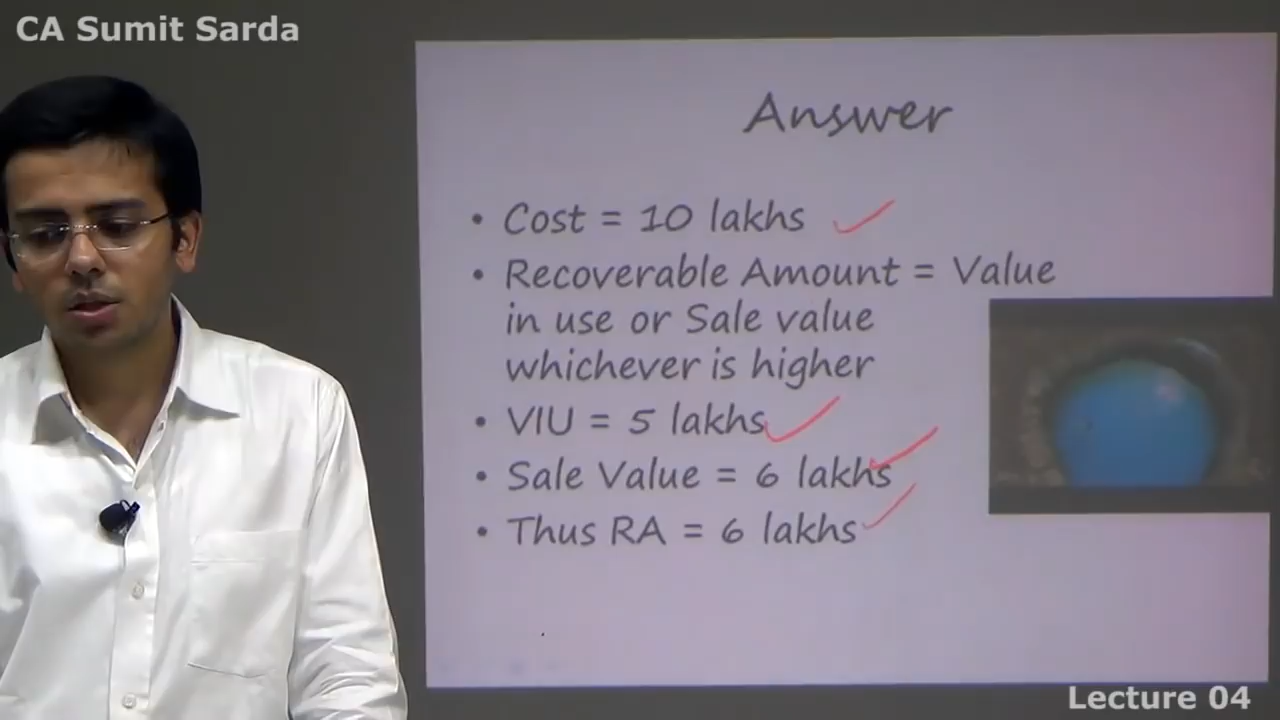 CA Sumit Sarda
Answer
• Cost = 10 lakhs
• Recoverable Amount = Value
in use or Sale value
whichever is higher
• VIU = 5 lakhs
• Sale Value = 6 lakhs
• Thus RA = 6 lakhs
Lecture 04